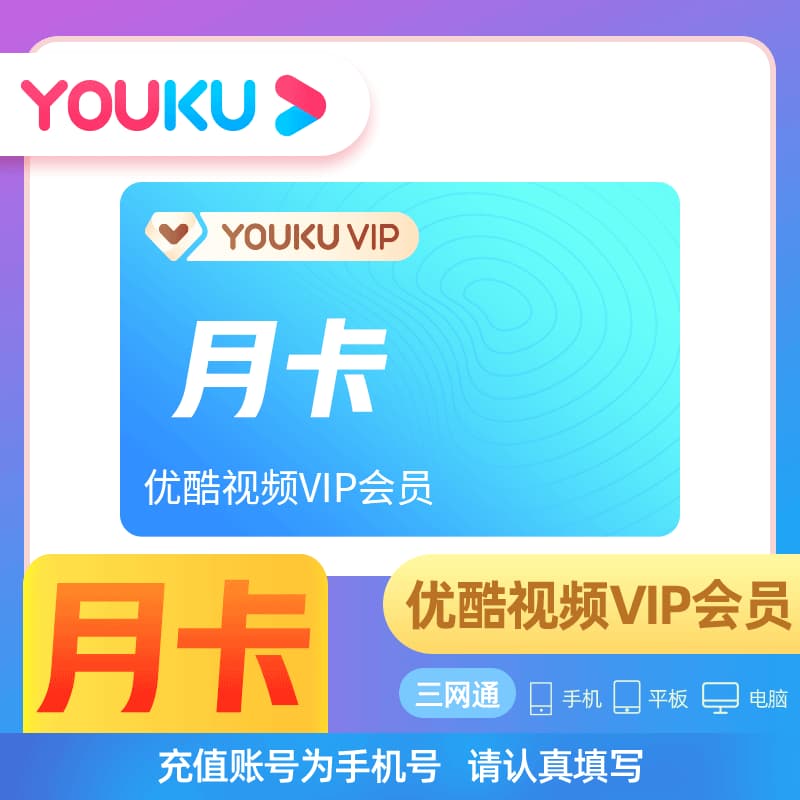 YOUKU
YOUKU VIP
月卡
优酷视频VIP会员
月卡
优酷视频VIP会员
三网通 手机 平板 电脑
充值账号为手机号 请认真填写